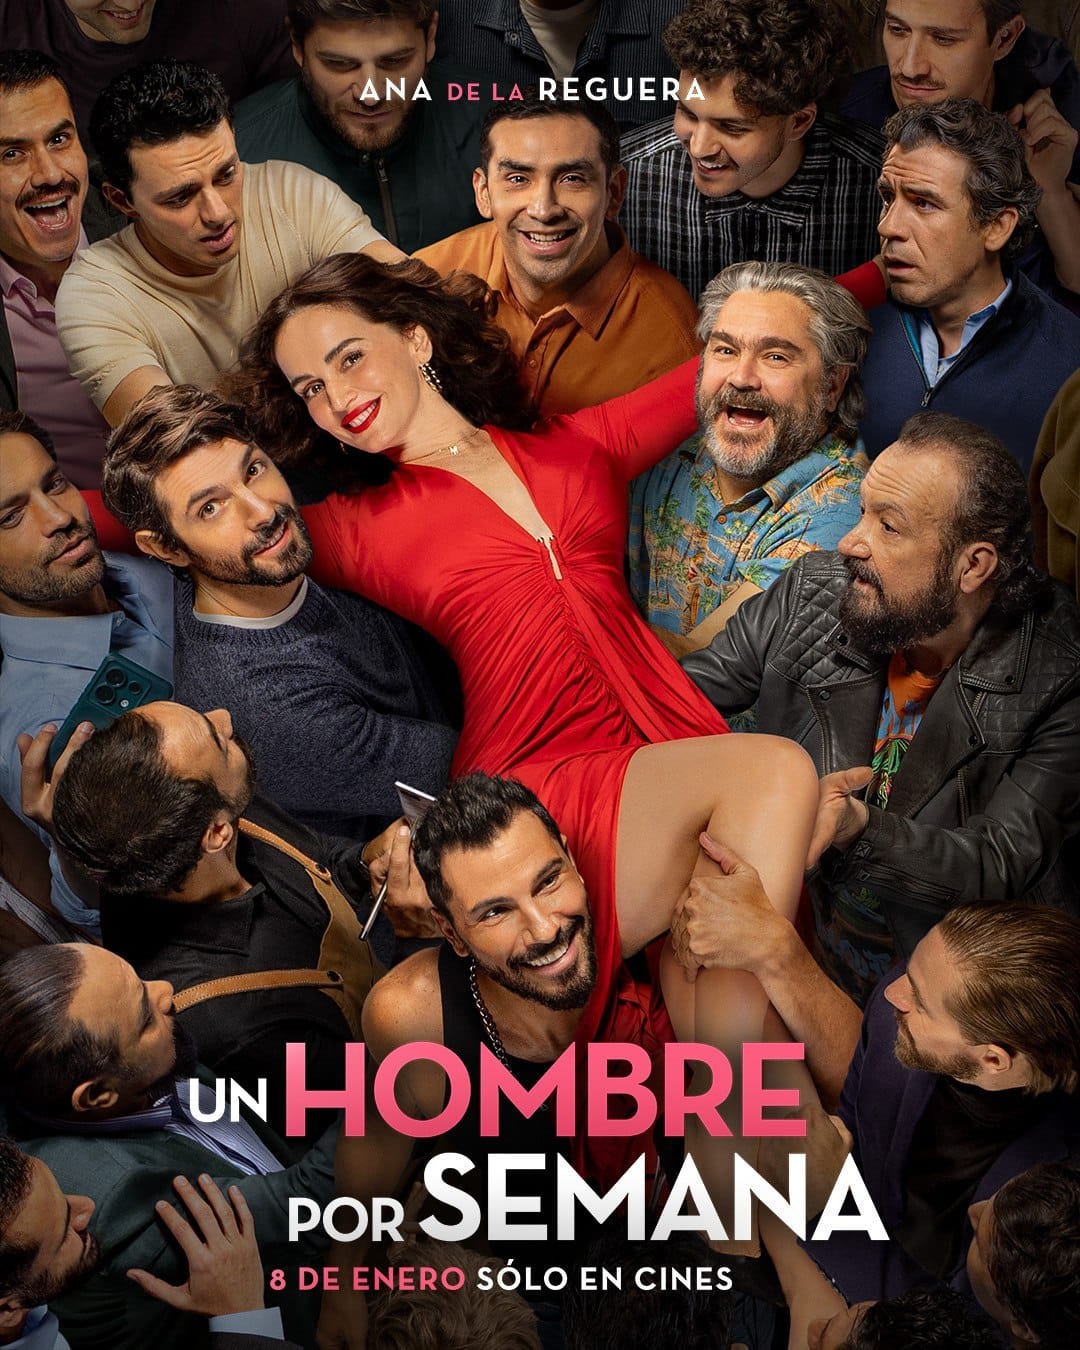 ANA DE LA REGUERA
UN HOMBRE
POR SEMANA
8 DE ENERO SÓLO EN CINES